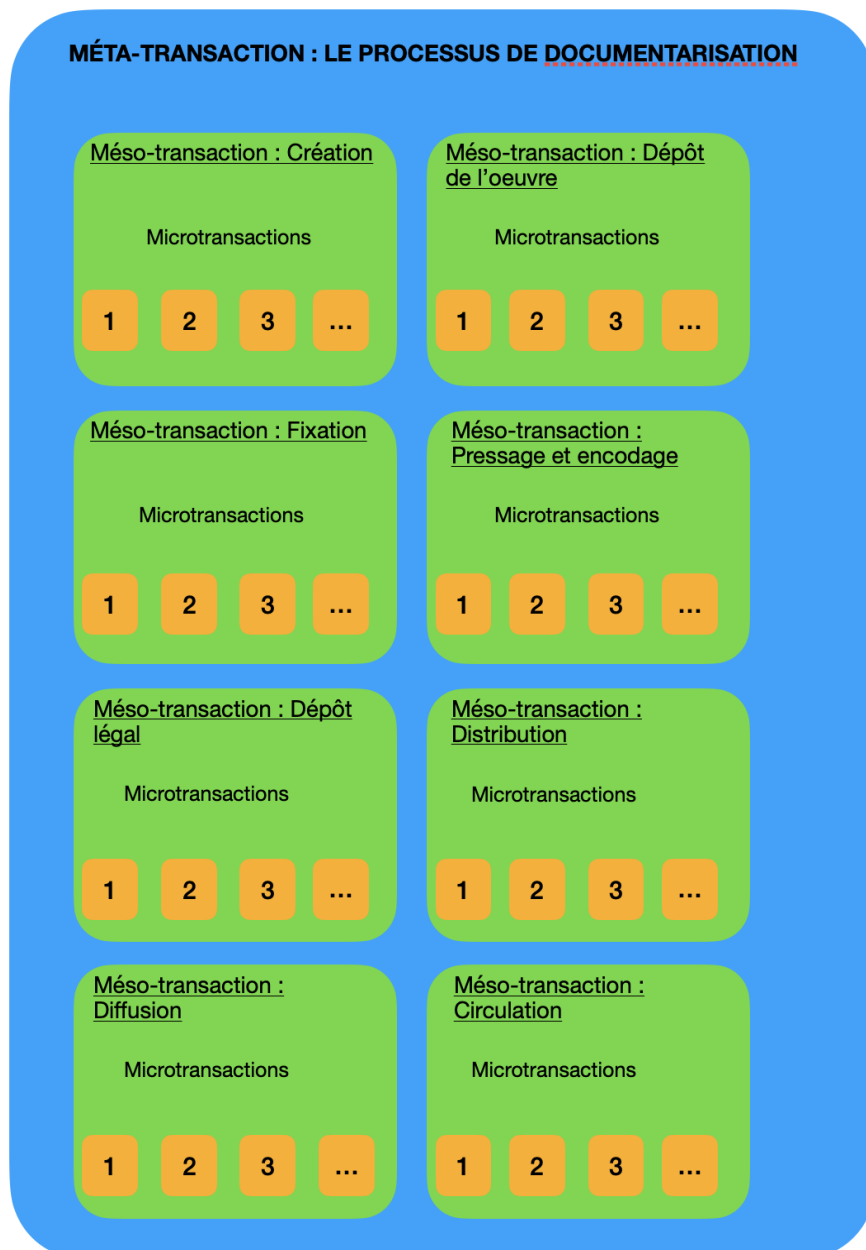 MÉTA-TRANSACTION : LE PROCESSUS DE DOCUMENTARISATION
Méso-transaction : Création
Microtransactions
1 2 3 ...
Méso-transaction : Dépôt
de l'oeuvre
Microtransactions
1 2 3 ...
Méso-transaction : Fixation
Microtransactions
1 2 3 ...
Méso-transaction :
Pressage et encodage
Microtransactions
1 2 3 ...
Méso-transaction : Dépôt
légal
Microtransactions
1 2 3 ...
Méso-transaction :
Distribution
Microtransactions
1 2 3 ...
Méso-transaction :
Diffusion
Microtransactions
1 2 3 ...
Méso-transaction :
Circulation
Microtransactions
1 2 3 ...